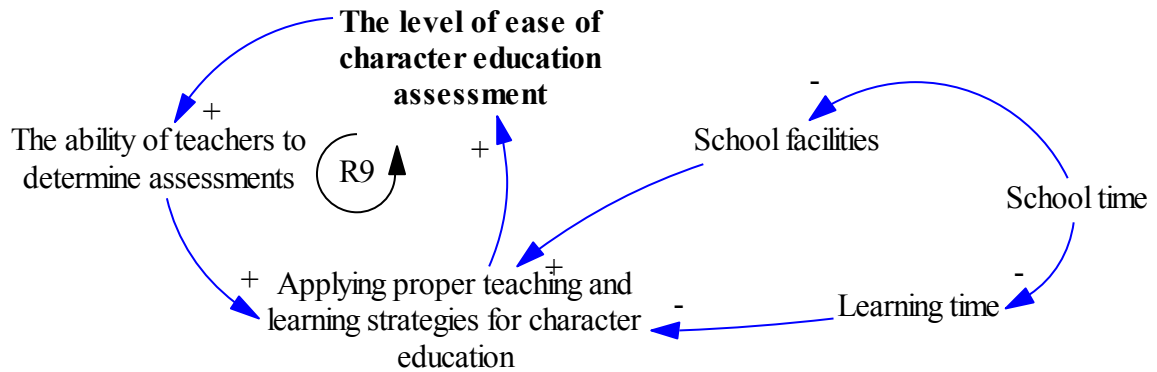 The level of ease of
character education
assessment
-
+
The ability of teachers to
determine assessments
R9
+
School facilities
School time
+
+
-
-
Applying proper teaching and
learning strategies for character
education
Learning time